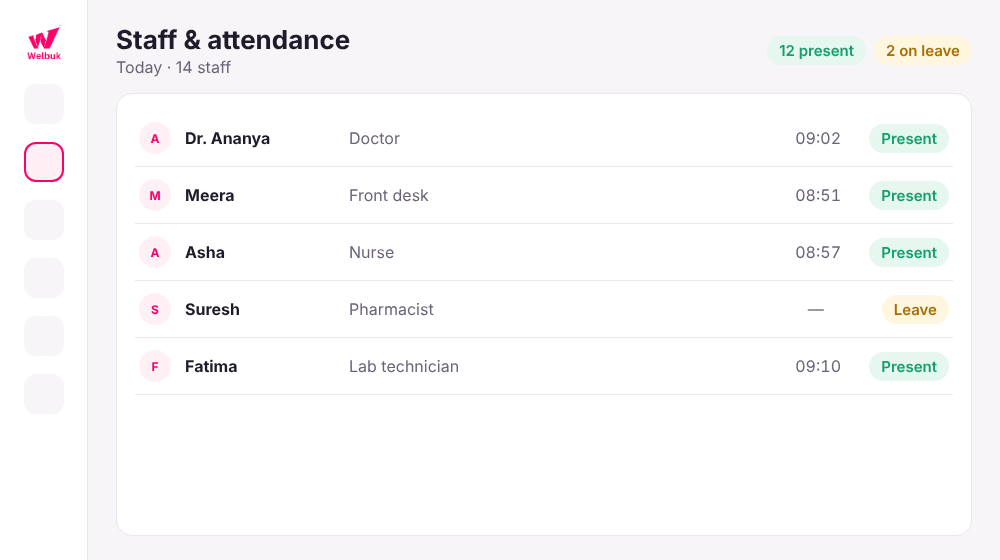 Welbuk
Staff & attendance
Today · 14 staff
12 present
2 on leave
A Dr. Ananya Doctor 09:02 Present
M Meera Front desk 08:51 Present
A Asha Nurse 08:57 Present
S Suresh Pharmacist — Leave
F Fatima Lab technician 09:10 Present